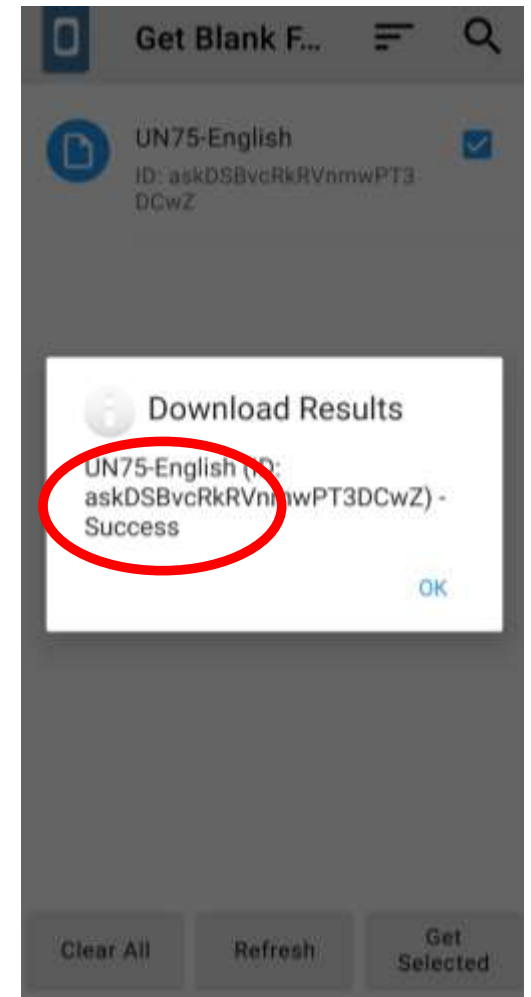 Get Blank F...
UN75-English
ID: askDSBvcRkRVnmwPT3
DCwZ
Download Results
UN75-English (ID:
askDSBvcRkRVnmwPT3DCwZ) -
Success
OK
Clear All
Refresh
Get
Selected